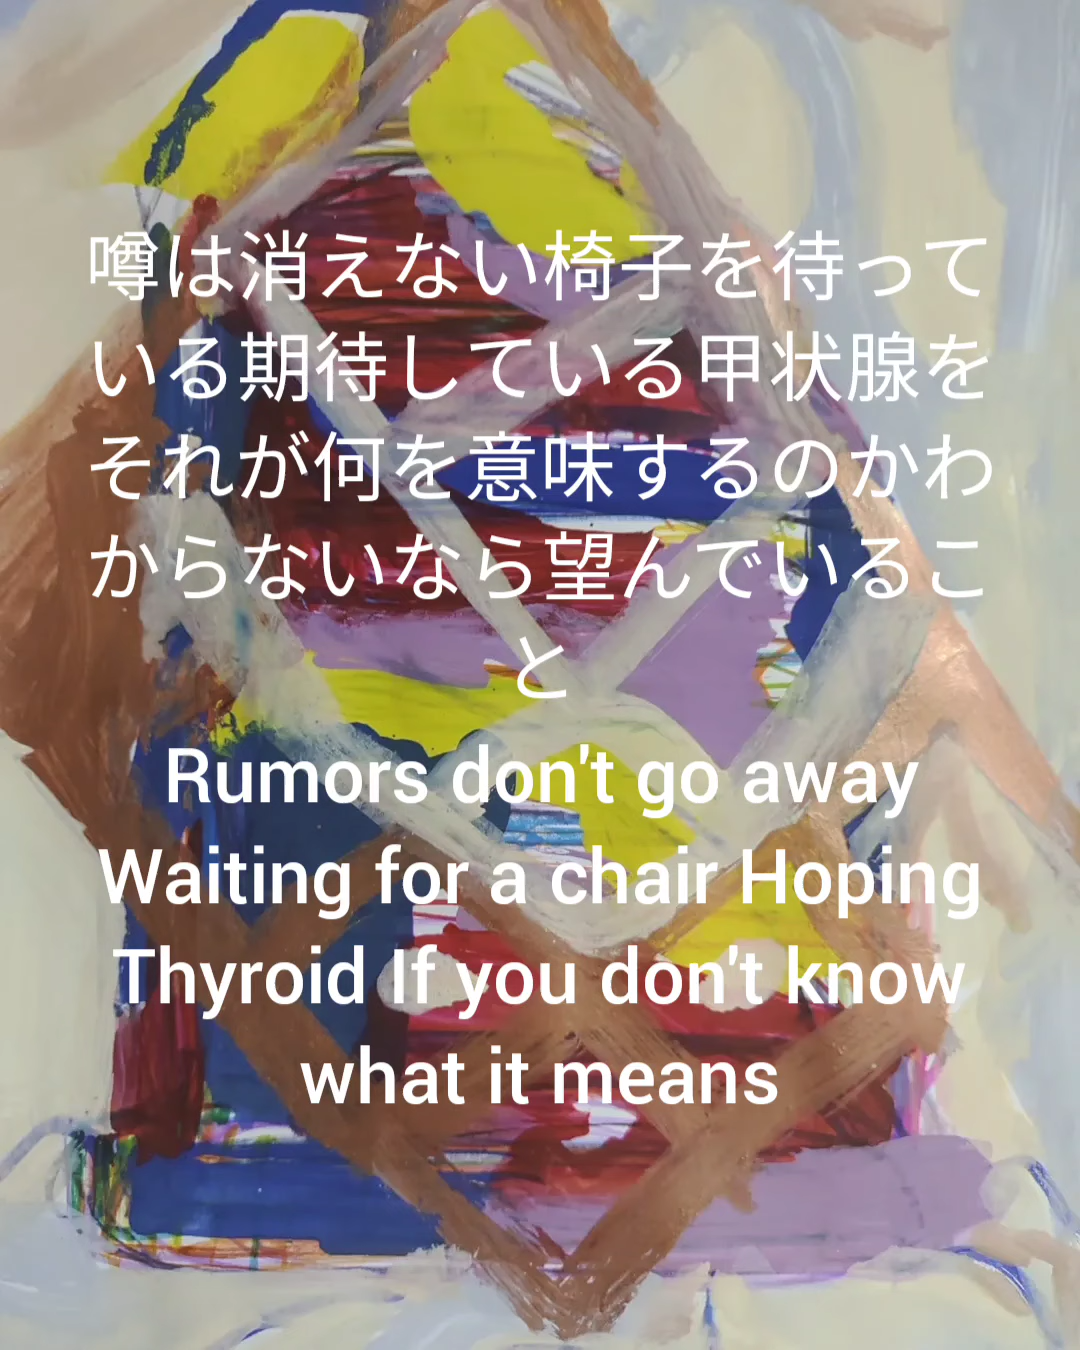 噂は消えない椅子を待って
いる期待している甲状腺を
それが何を意味するのかわ
からないなら望んでいるこ
と
Rumors don't go away
Waiting for a chair Hoping
Thyroid If you don't know
what it means